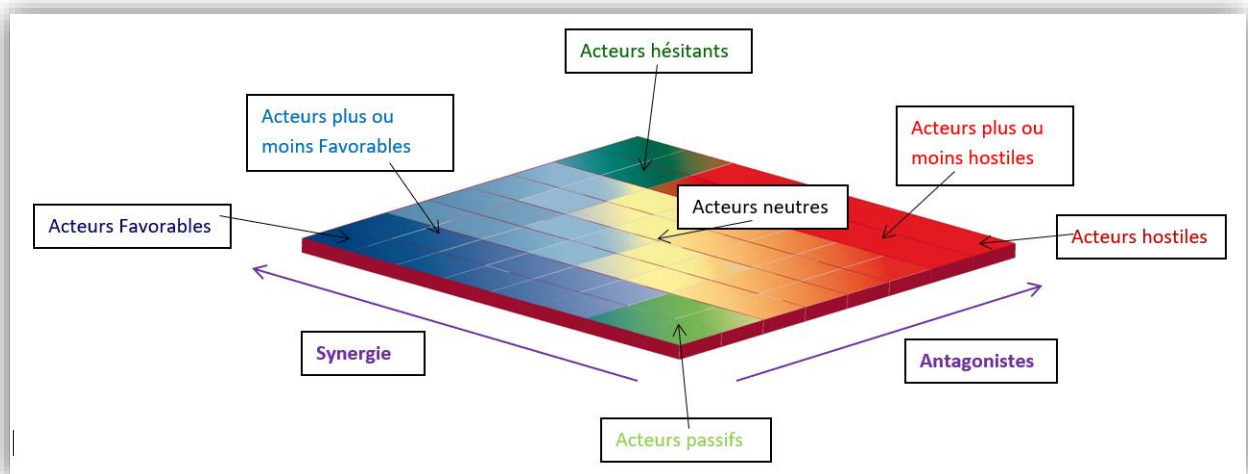 Acteurs hésitants
Acteurs plus ou
moins Favorables
Acteurs plus ou
moins hostiles
Acteurs Favorables
Acteurs neutres
Acteurs hostiles
Synergie
Antagonistes
Acteurs passifs